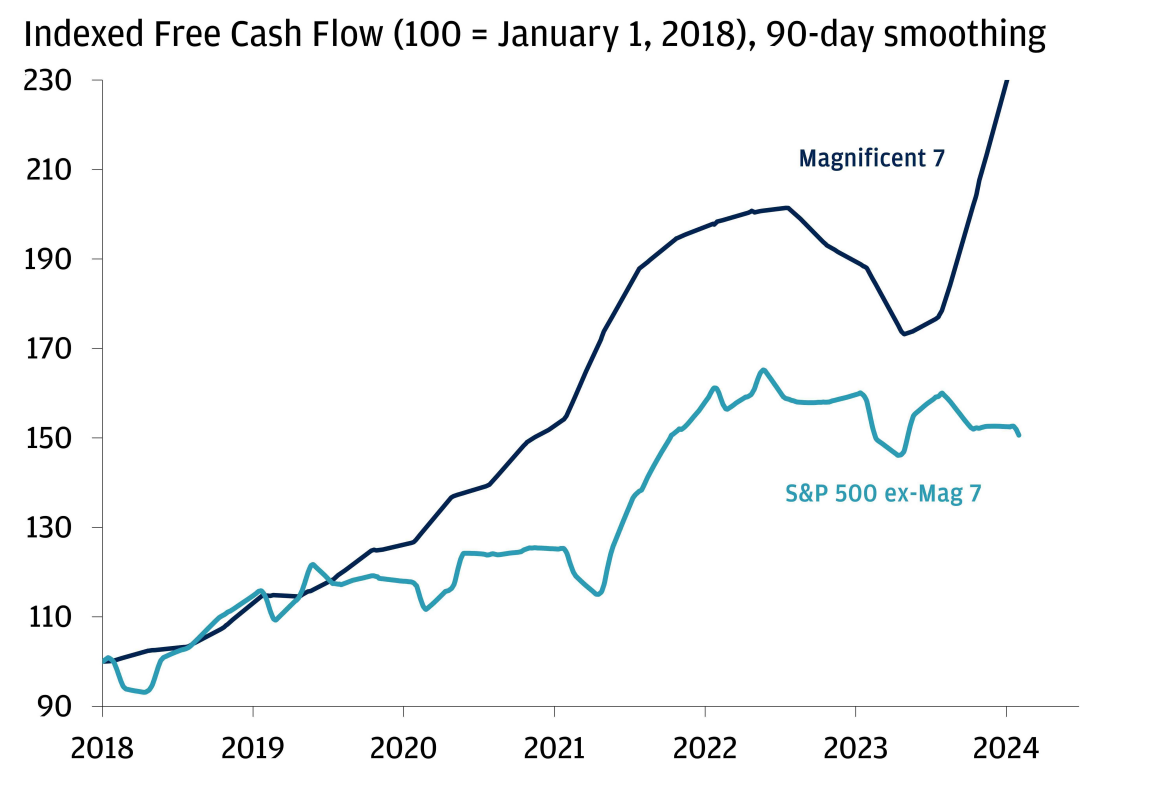 Indexed Free Cash Flow (100 = January 1, 2018), 90-day smoothing
230
Magnificent 7
210
190
170
150
S&P 500 ex-Mag 7
130
110
90
2018 2019 2020 2021 2022 2023 2024